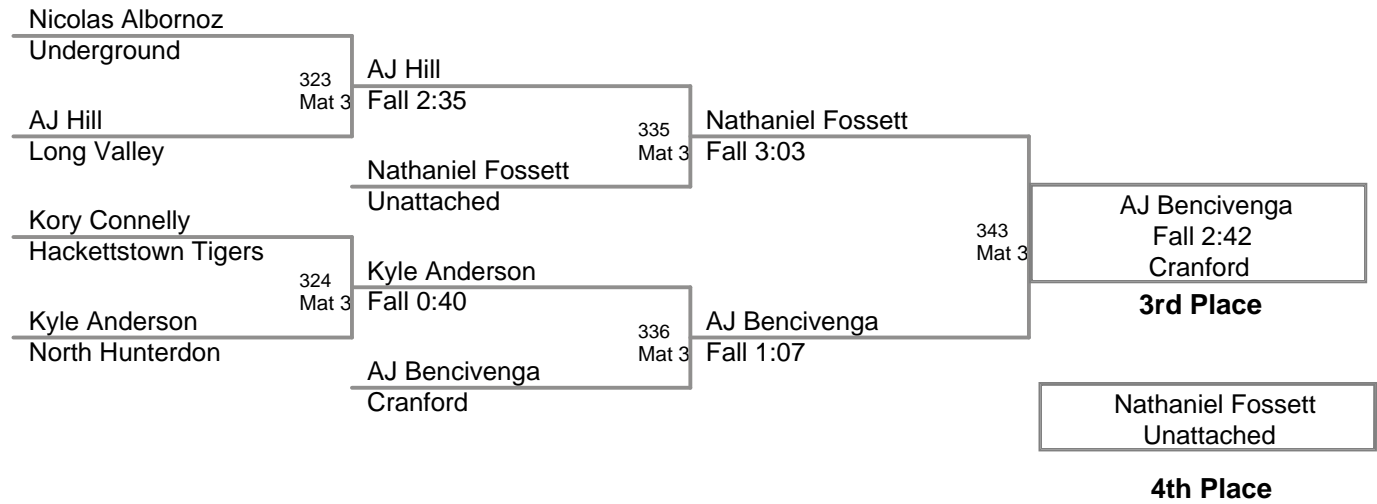 Nicolas Albornoz
Underground
323
Mat 3
AJ Hill
Fall 2:35
AJ Hill
Long Valley
335
Mat 3
Nathaniel Fossett
Fall 3:03
Nathaniel Fossett
Unattached
Kory Connelly
Hackettstown Tigers
324
Mat 3
Kyle Anderson
Fall 0:40
Kyle Anderson
North Hunterdon
336
Mat 3
AJ Bencivenga
Fall 1:07
AJ Bencivenga
Cranford
343
Mat 3
AJ Bencivenga
Fall 2:42
Cranford
3rd Place
Nathaniel Fossett
Unattached
4th Place